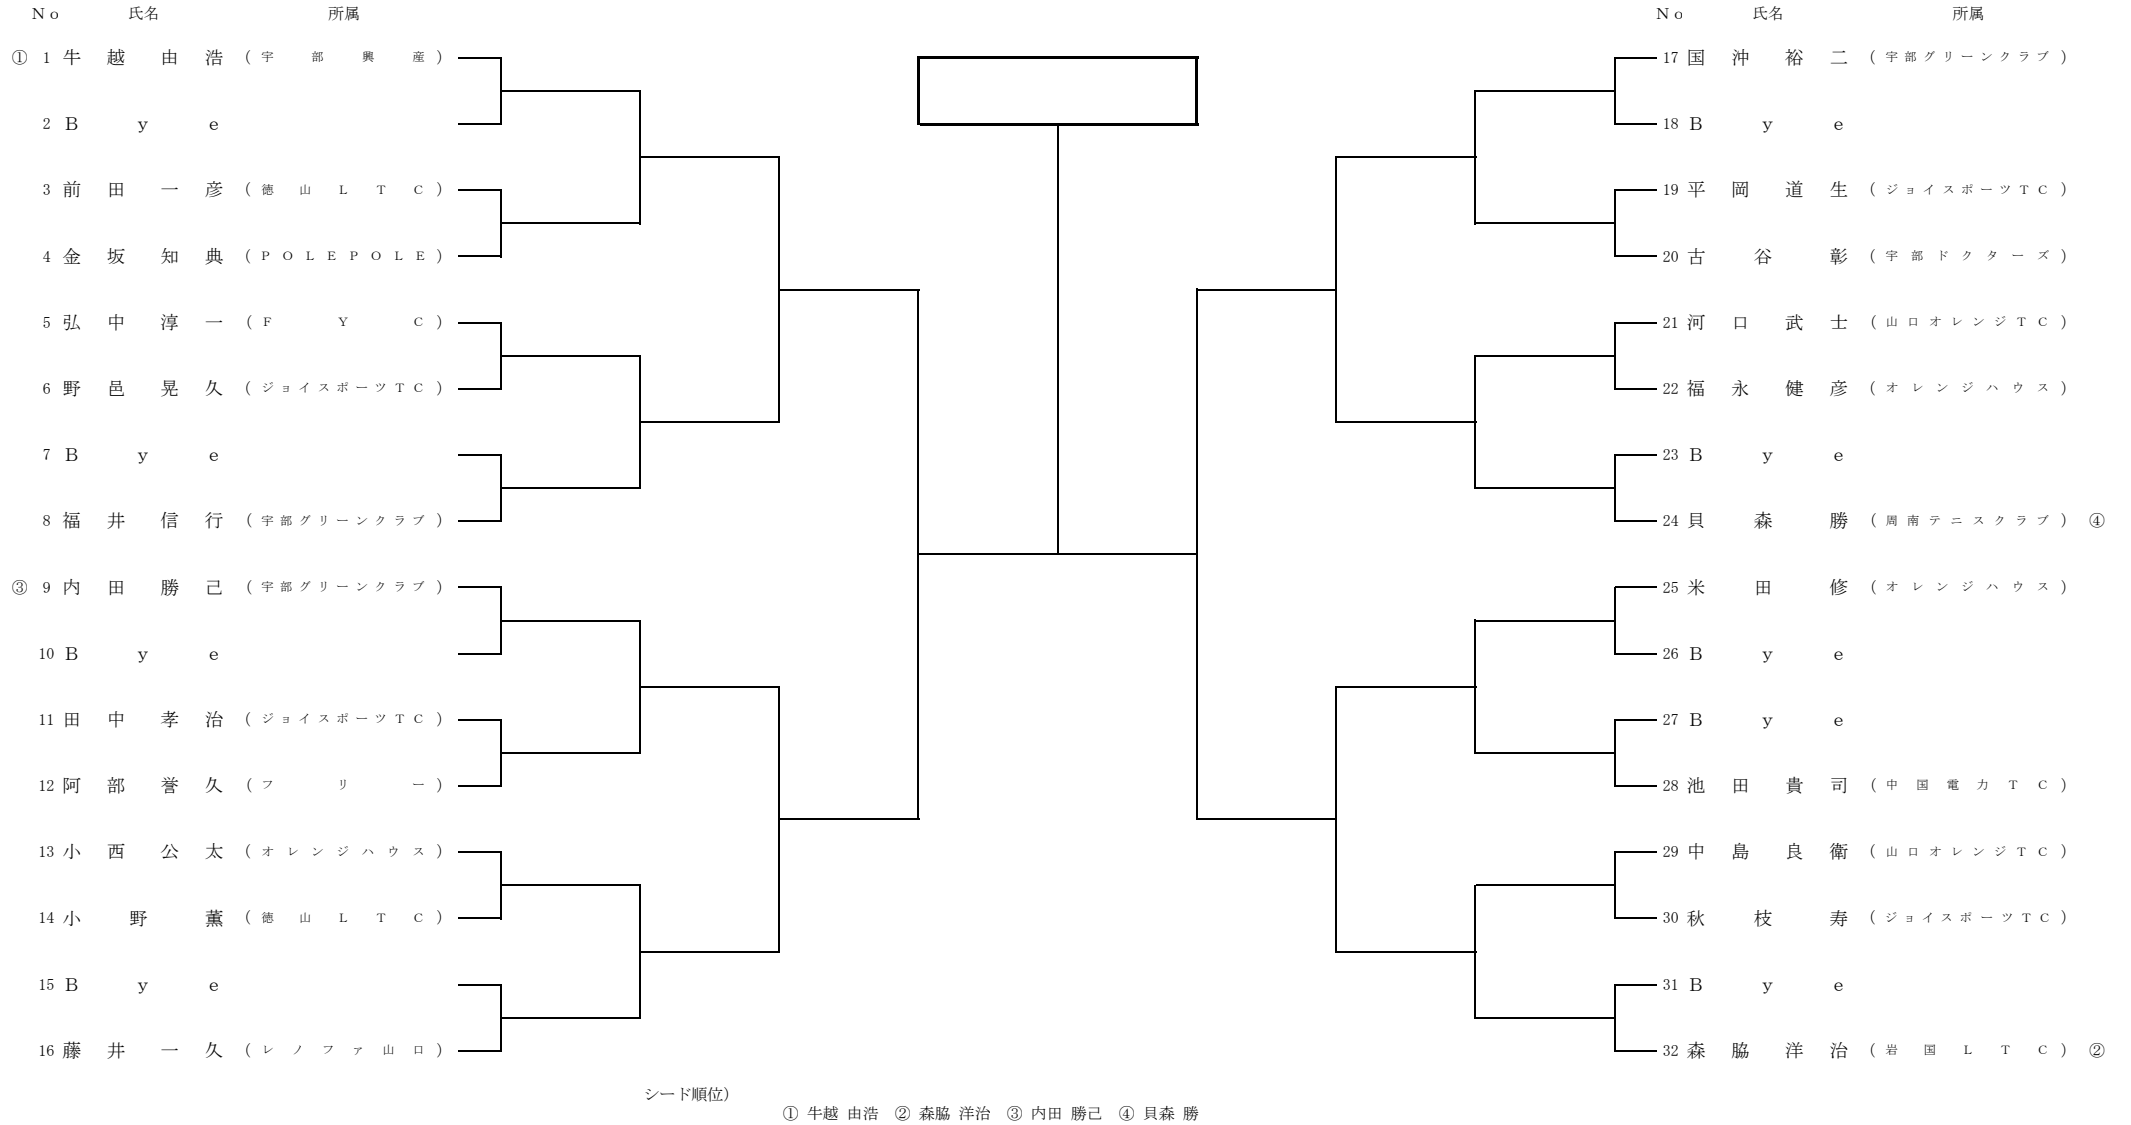 Ｎｏ 氏名 所属
① 1 牛越由浩 (宇部興産)
2 Ｂｙｅ
3 前田一彦 (徳山ＬＴＣ)
4 金坂知典 (ＰＯＬＥＰＯＬＥ)
5 弘中淳一 (ＦＹＣ)
6 野邑晃久 (ジョイスポーツＴＣ)
7 Ｂｙｅ
8 福井信行 (宇部グリーンクラブ)
③ 9 内田勝己 (宇部グリーンクラブ)
10 Ｂｙｅ
11 田中孝治 (ジョイスポーツＴＣ)
12 阿部誉久 (フリー)
13 小西公太 (オレンジハウス)
14 小野薫 (徳山ＬＴＣ)
15 Ｂｙｅ
16 藤井一久 (レノファ山口)
Ｎｏ 氏名 所属
17 国沖裕二 (宇部グリーンクラブ)
18 Ｂｙｅ
19 平岡道生 (ジョイスポーツＴＣ)
20 古谷彰 (宇部ドクターズ)
21 河口武士 (山口オレンジＴＣ)
22 福永健彦 (オレンジハウス)
23 Ｂｙｅ
24 貝森勝 (周南テニスクラブ) ④
25 米田修 (オレンジハウス)
26 Ｂｙｅ
27 Ｂｙｅ
28 池田貴司 (中国電力ＴＣ)
29 中島良衛 (山口オレンジＴＣ)
30 秋枝寿 (ジョイスポーツＴＣ)
31 Ｂｙｅ
32 森脇洋治 (岩国ＬＴＣ) ②
シード順位）
① 牛越 由浩 ② 森脇 洋治 ③ 内田 勝己 ④ 貝森 勝